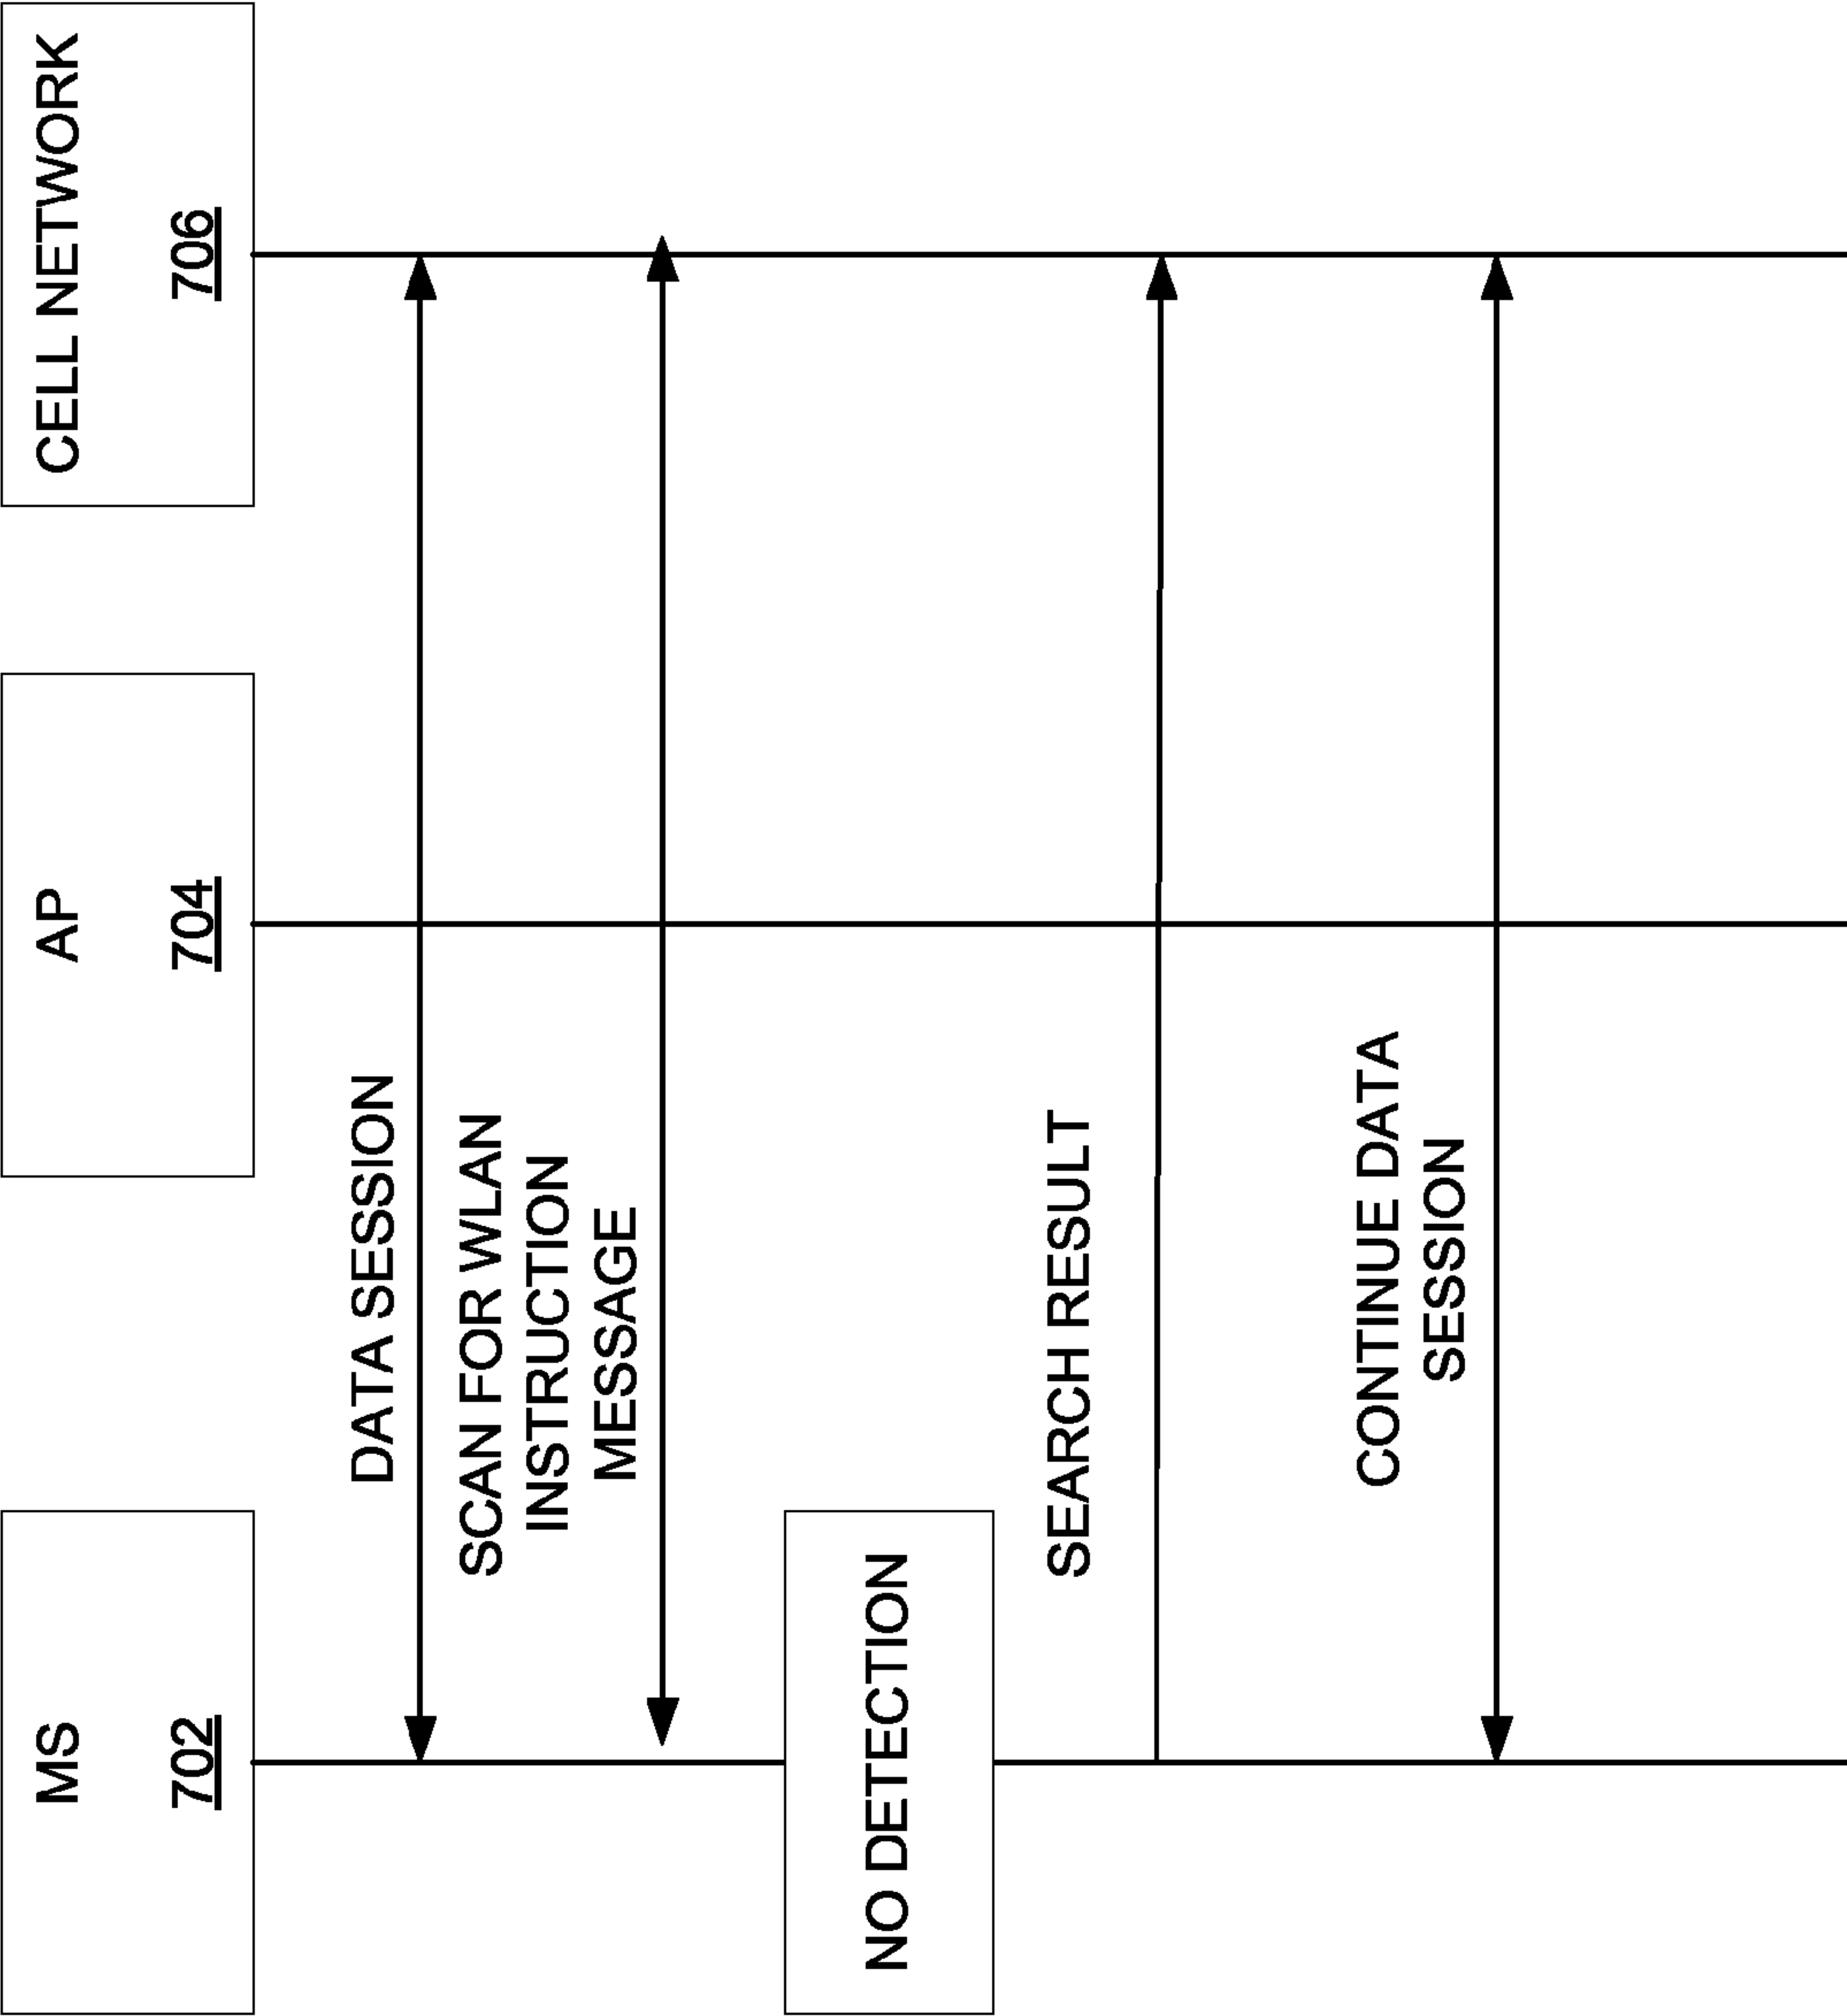 MS
702
AP
704
CELL NETWORK
706
DATA SESSION
SCAN FOR WLAN
INSTRUCTION
MESSAGE
NO DETECTION
SEARCH RESULT
CONTINUE DATA
SESSION